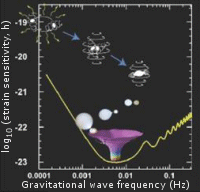 -19
-20
-21
-22
-23
log₁₀ (strain sensitivity, h)
0.0001 0.001 0.01 0.1
Gravitational wave frequency (Hz)